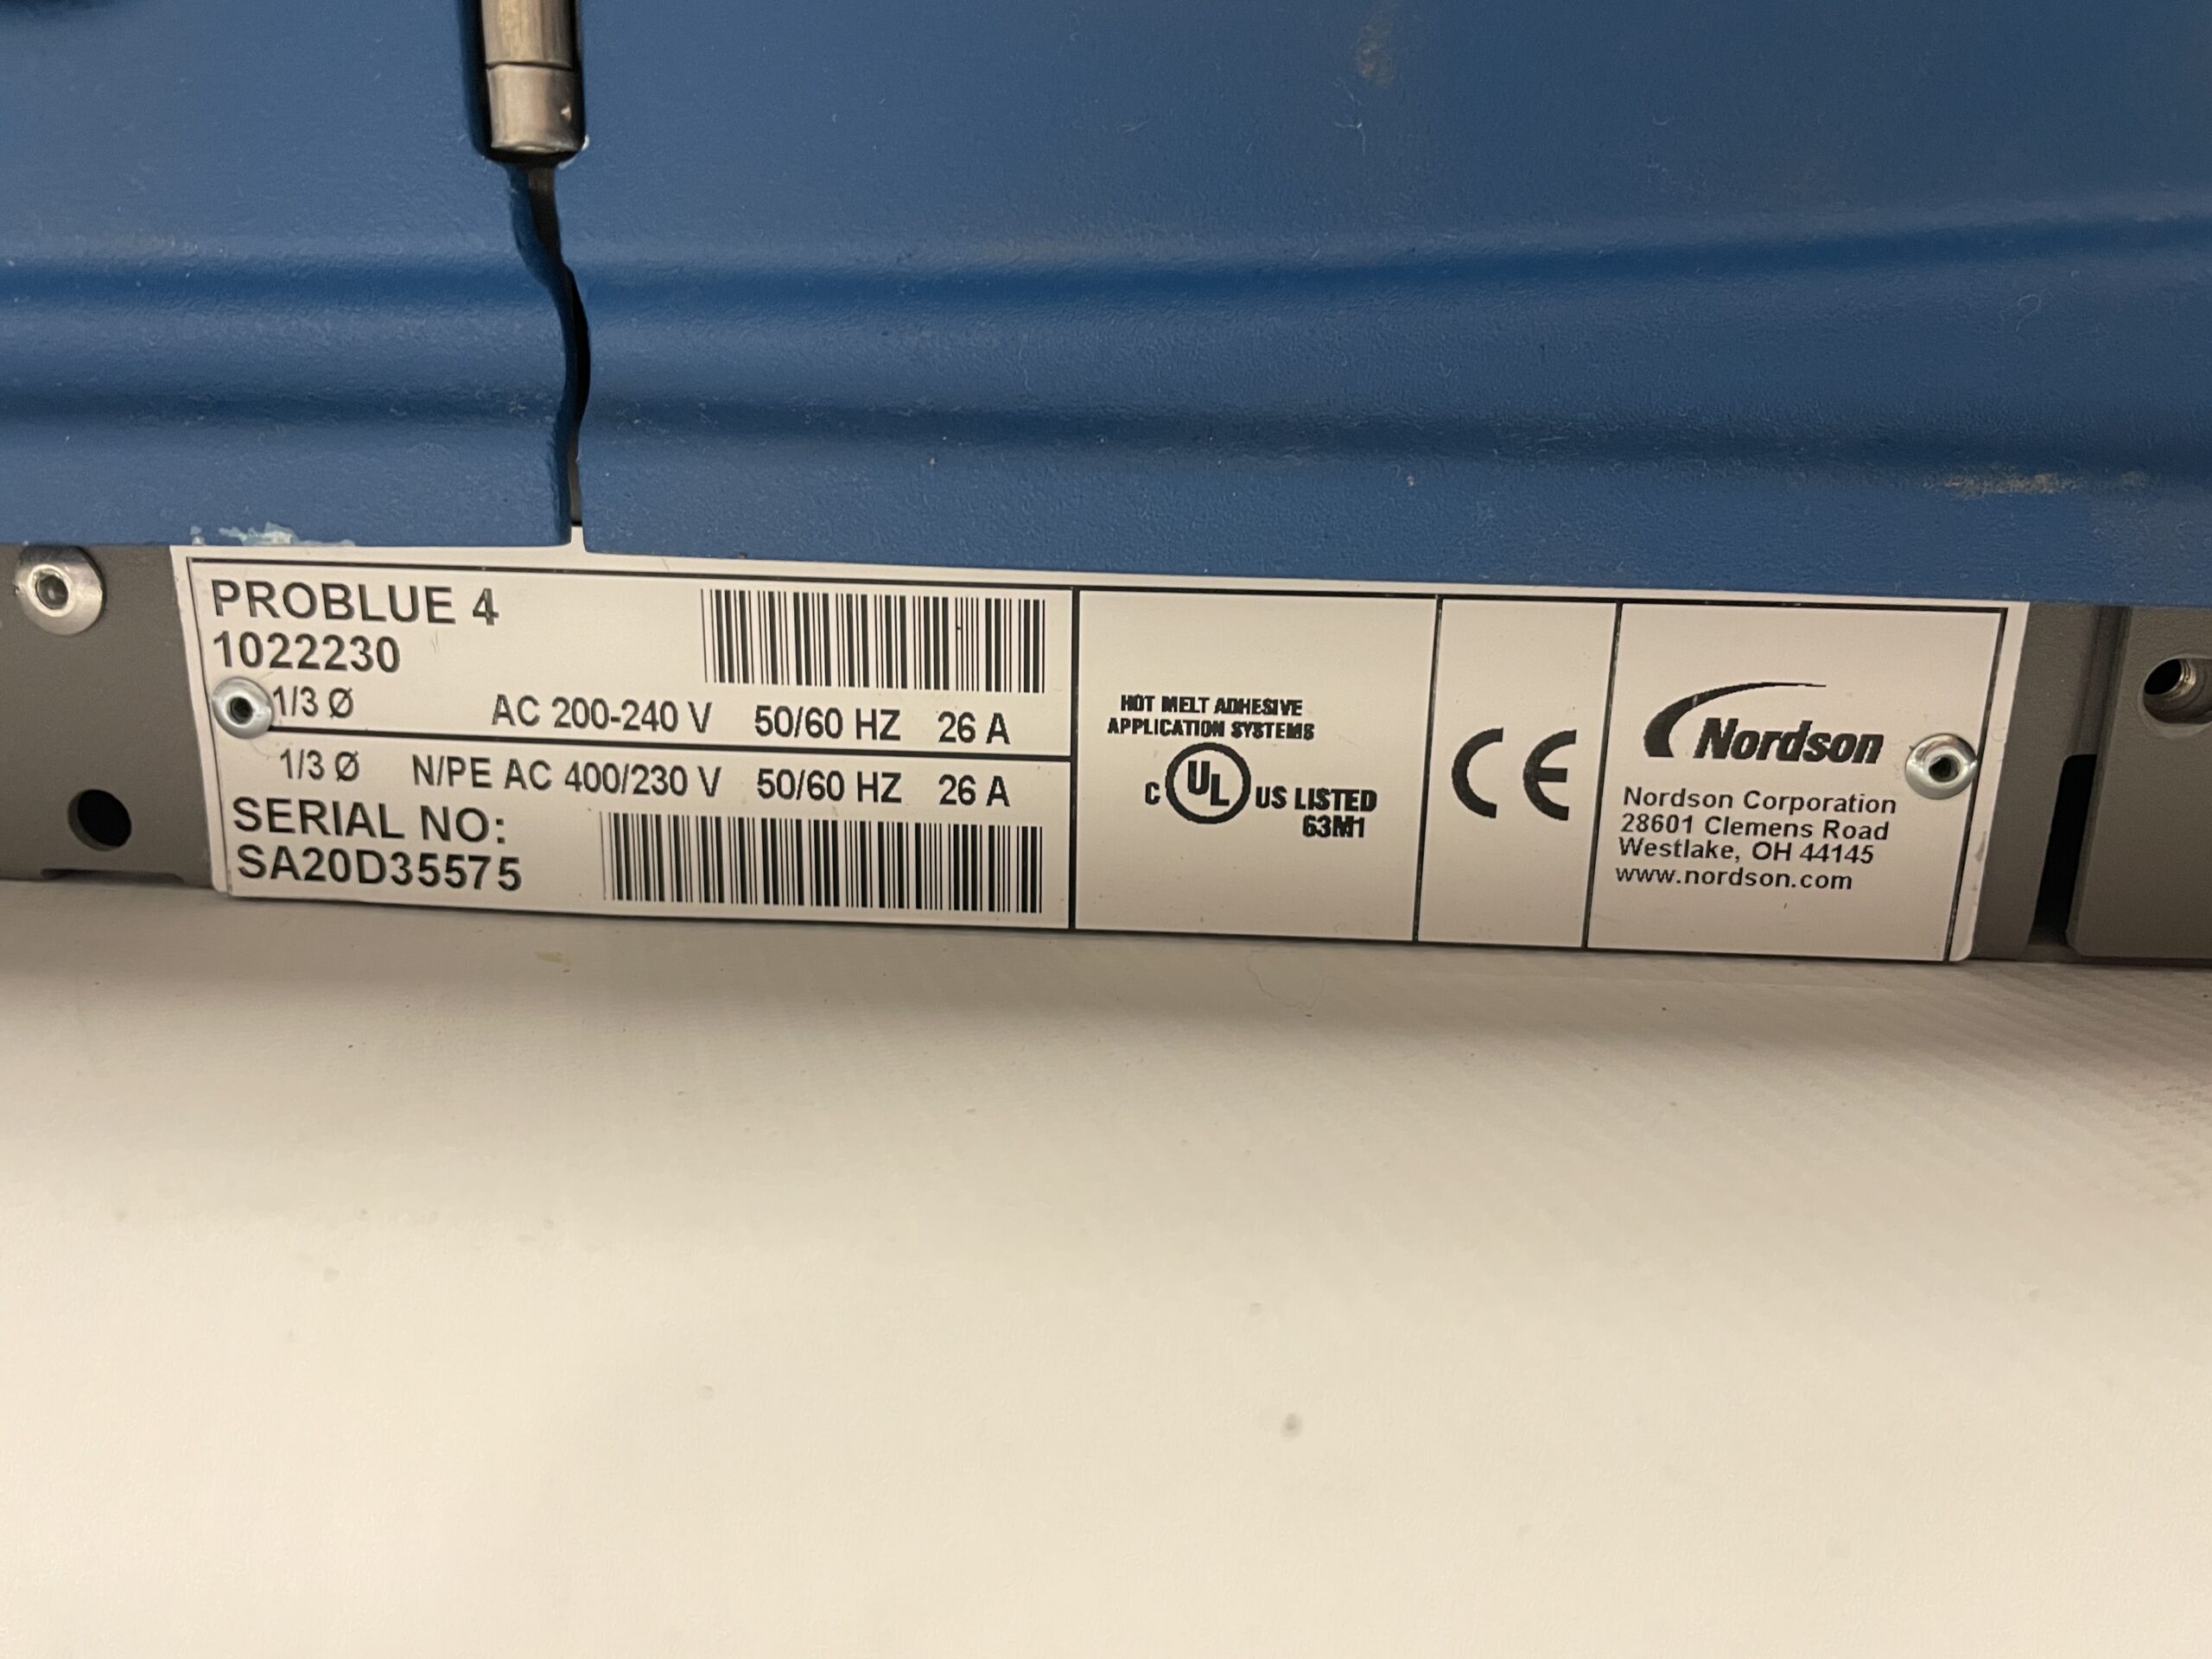 PROBLUE 4
1022230
1/3 Ø AC 200-240 V 50/60 HZ 26 A
1/3 Ø N/PE AC 400/230 V 50/60 HZ 26 A
SERIAL NO:
SA20D35575
HOT MELT ADHESIVE
APPLICATION SYSTEMS
C UL US LISTED
63M1
CE
Nordson
Nordson Corporation
28601 Clemens Road
Westlake, OH 44145
www.nordson.com